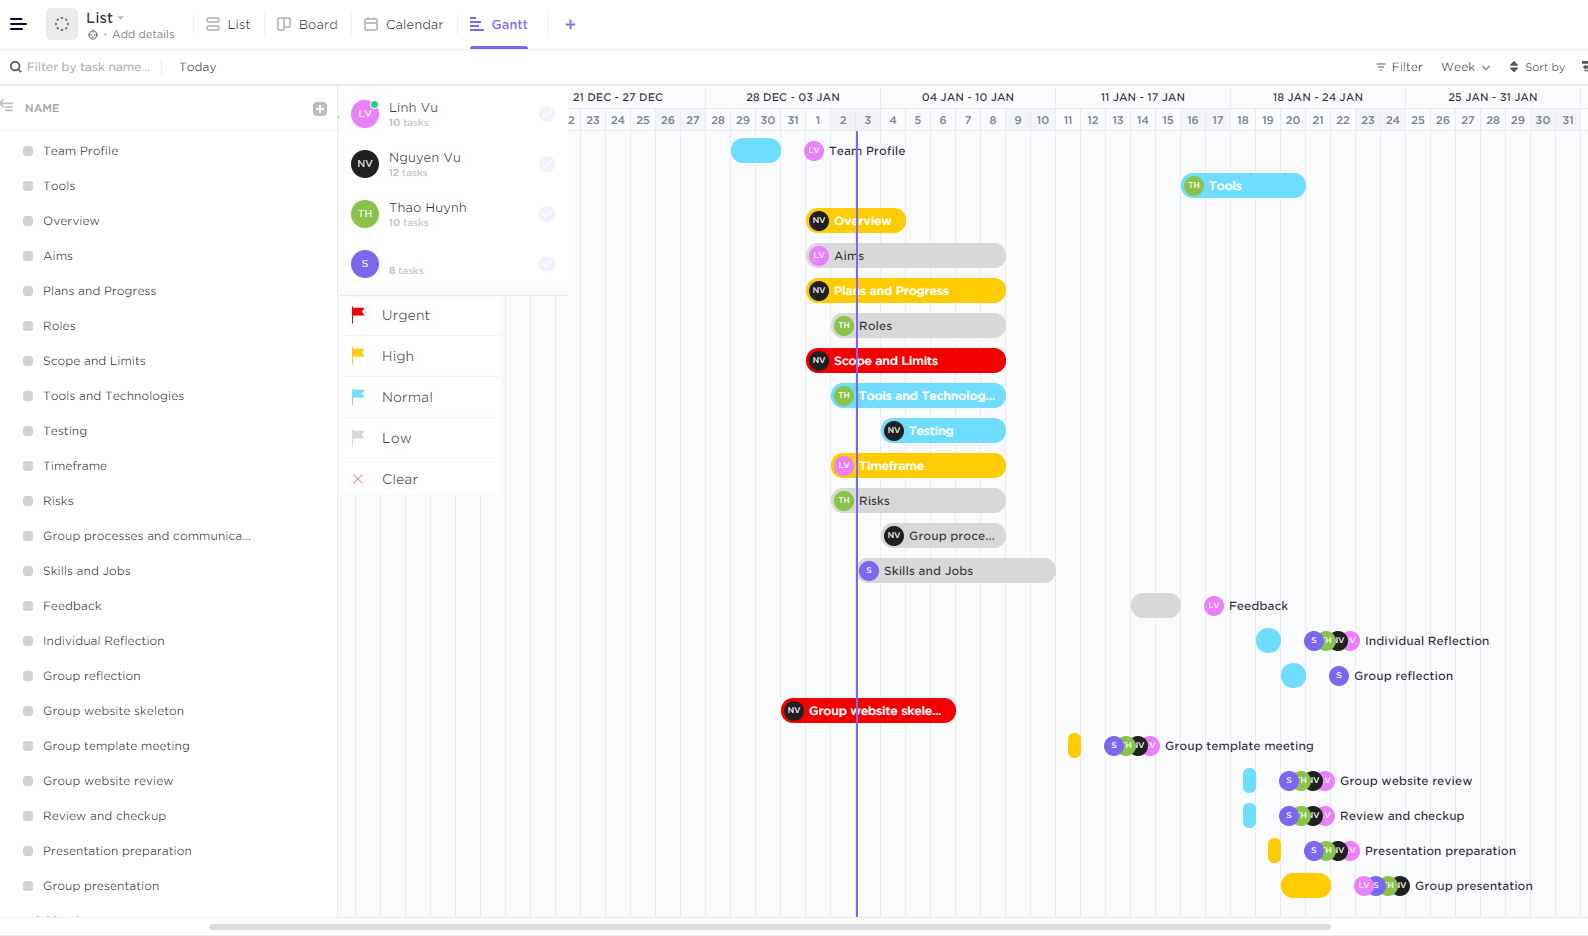 List
Add details
List
Board
Calendar
Gantt
+
Filter by task name...
Today
Filter
Week
Sort by
NAME
21 DEC - 27 DEC
28 DEC - 03 JAN
04 JAN - 10 JAN
11 JAN - 17 JAN
18 JAN - 24 JAN
25 JAN - 31 JAN
2 23 24 25 26 27 28 29 30 31 1 2 3 4 5 6 7 8 9 10 11 12 13 14 15 16 17 18 19 20 21 22 23 24 25 26 27 28 29 30 31
LV Linh Vu
10 tasks
NV Nguyen Vu
12 tasks
TH Thao Huynh
10 tasks
S
8 tasks
Urgent
High
Normal
Low
Clear
Team Profile
LV Team Profile
Tools
TH Tools
Overview
NV Overview
Aims
LV Aims
Plans and Progress
NV Plans and Progress
Roles
TH Roles
Scope and Limits
NV Scope and Limits
Tools and Technologies
TH Tools and Technolog...
Testing
NV Testing
Timeframe
LV Timeframe
Risks
TH Risks
Group processes and communica...
NV Group proce...
Skills and Jobs
S Skills and Jobs
Feedback
LV Feedback
Individual Reflection
S TH NV LV Individual Reflection
Group reflection
S Group reflection
Group website skeleton
NV Group website skele...
Group template meeting
S TH NV LV Group template meeting
Group website review
S TH NV LV Group website review
Review and checkup
S TH NV LV Review and checkup
Presentation preparation
S TH NV LV Presentation preparation
Group presentation
LV S TH NV Group presentation